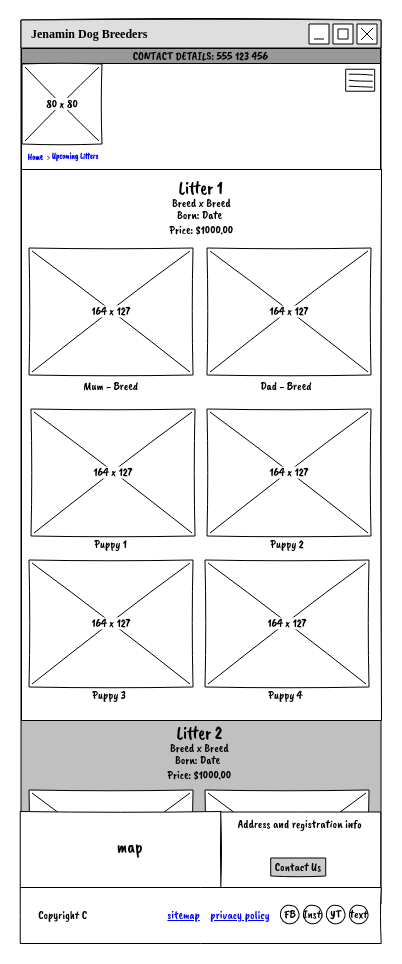 Jenamin Dog Breeders
CONTACT DETAILS: 555 123 456
80 x 80
Home > Upcoming Litters
Litter 1
Breed x Breed
Born: Date
Price: $1000,00
164 x 127
164 x 127
Mum - Breed
Dad - Breed
164 x 127
164 x 127
Puppy 1
Puppy 2
164 x 127
164 x 127
Puppy 3
Puppy 4
Litter 2
Breed x Breed
Born: Date
Price: $1000,00
map
Address and registration info
Contact Us
Copyright C
sitemap
privacy policy
FB
Inst
YT
text